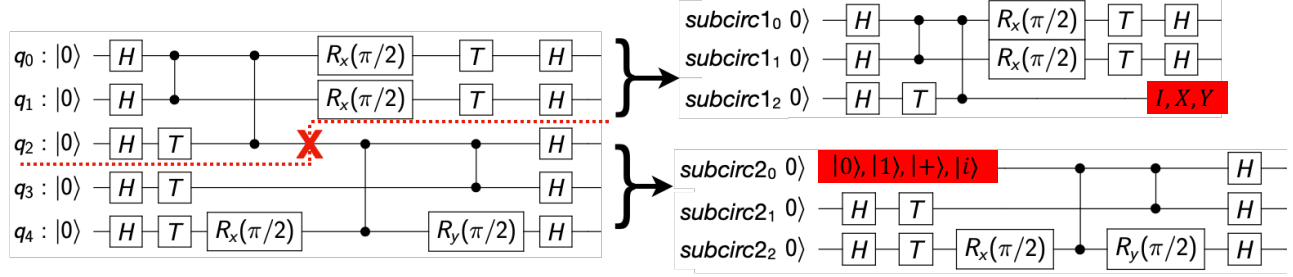 q₀ : |0⟩ H Rₓ(π/2) T H
q₁ : |0⟩ H Rₓ(π/2) T H
q₂ : |0⟩ H T X H
q₃ : |0⟩ H T H
q₄ : |0⟩ H T Rₓ(π/2) Rᵧ(π/2) H
subcirc1₀ 0⟩ H Rₓ(π/2) T H
subcirc1₁ 0⟩ H Rₓ(π/2) T H
subcirc1₂ 0⟩ H T I, X, Y
subcirc2₀ 0⟩ |0⟩, |1⟩, |+⟩, |i⟩ H
subcirc2₁ 0⟩ H T H
subcirc2₂ 0⟩ H T Rₓ(π/2) Rᵧ(π/2) H